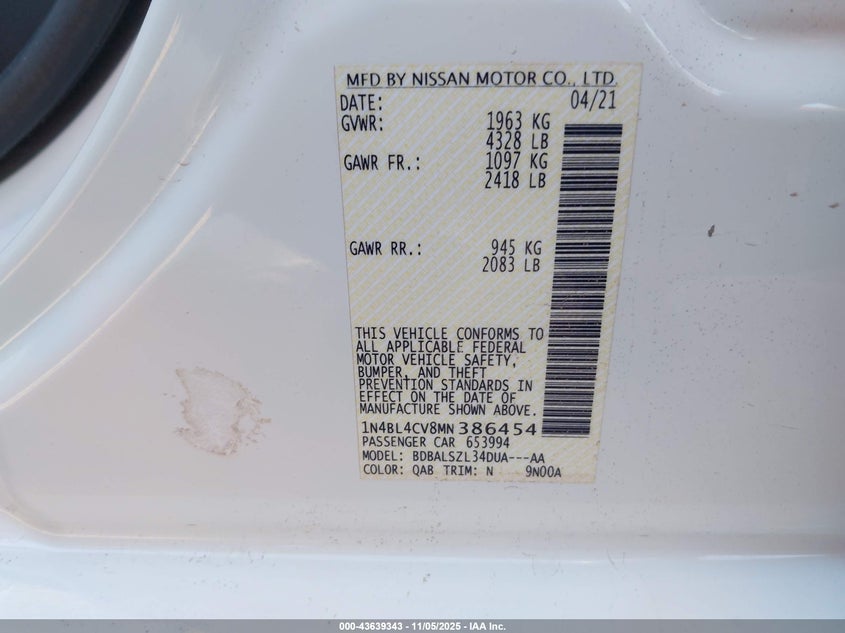 MFD BY NISSAN MOTOR CO., LTD.
DATE: 04/21
GVWR: 1963 KG
4328 LB
GAWR FR.: 1097 KG
2418 LB
GAWR RR.: 945 KG
2083 LB
THIS VEHICLE CONFORMS TO
ALL APPLICABLE FEDERAL
MOTOR VEHICLE SAFETY,
BUMPER, AND THEFT
PREVENTION STANDARDS IN
EFFECT ON THE DATE OF
MANUFACTURE SHOWN ABOVE.
1N4BL4CV8MN386454
PASSENGER CAR 653994
MODEL: BDBALSZL34DUA---AA
COLOR: QAB TRIM: N 9N00A
000-43639343 - 11/05/2025 - IAA Inc.